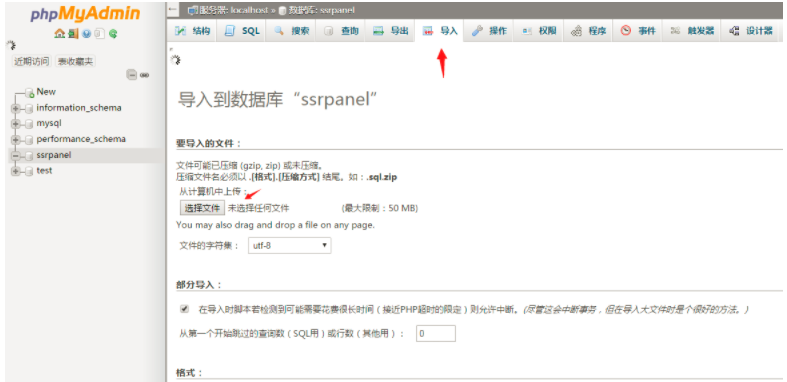 phpMyAdmin
近期访问 表收藏夹
New
information_schema
mysql
performance_schema
ssrpanel
test
服务器: localhost » 数据库: ssrpanel
结构 SQL 搜索 查询 导出 导入 操作 权限 程序 事件 触发器 设计器
导入到数据库“ssrpanel”
要导入的文件：
文件可能已压缩 (gzip, zip) 或未压缩。
压缩文件名必须以 .[格式].[压缩方式] 结尾。如：.sql.zip
从计算机中上传：
选择文件 未选择任何文件 (最大限制：50 MB)
You may also drag and drop a file on any page.
文件的字符集： utf-8
部分导入：
在导入时脚本若检测到可能需要花费很长时间（接近PHP超时的限定）则允许中断。(尽管这会中断事务，但在导入大文件时是个很好的方法。)
从第一个开始跳过的查询数（SQL用）或行数（其他用）： 0
格式：